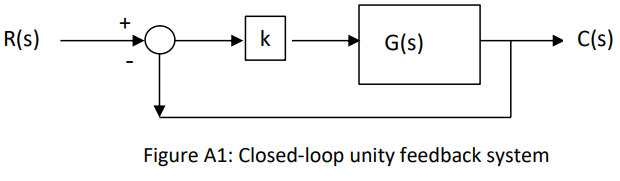 +
R(s) k G(s) C(s)
-
Figure A1: Closed-loop unity feedback system